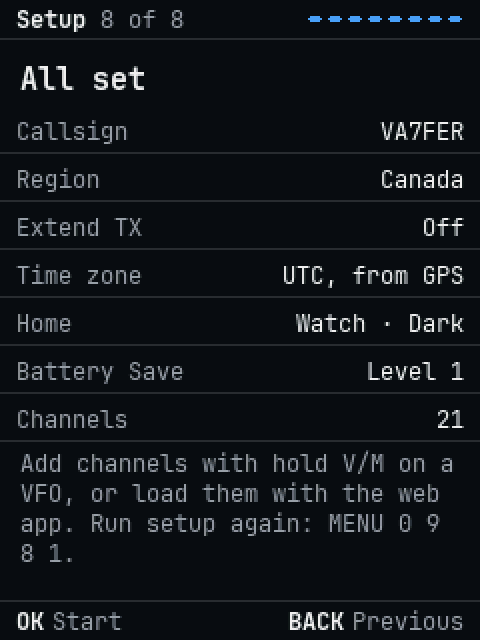 Setup 8 of 8
All set
Callsign VA7FER
Region Canada
Extend TX Off
Time zone UTC, from GPS
Home Watch · Dark
Battery Save Level 1
Channels 21
Add channels with hold V/M on a
VFO, or load them with the web
app. Run setup again: MENU 0 9
8 1.
OK Start BACK Previous